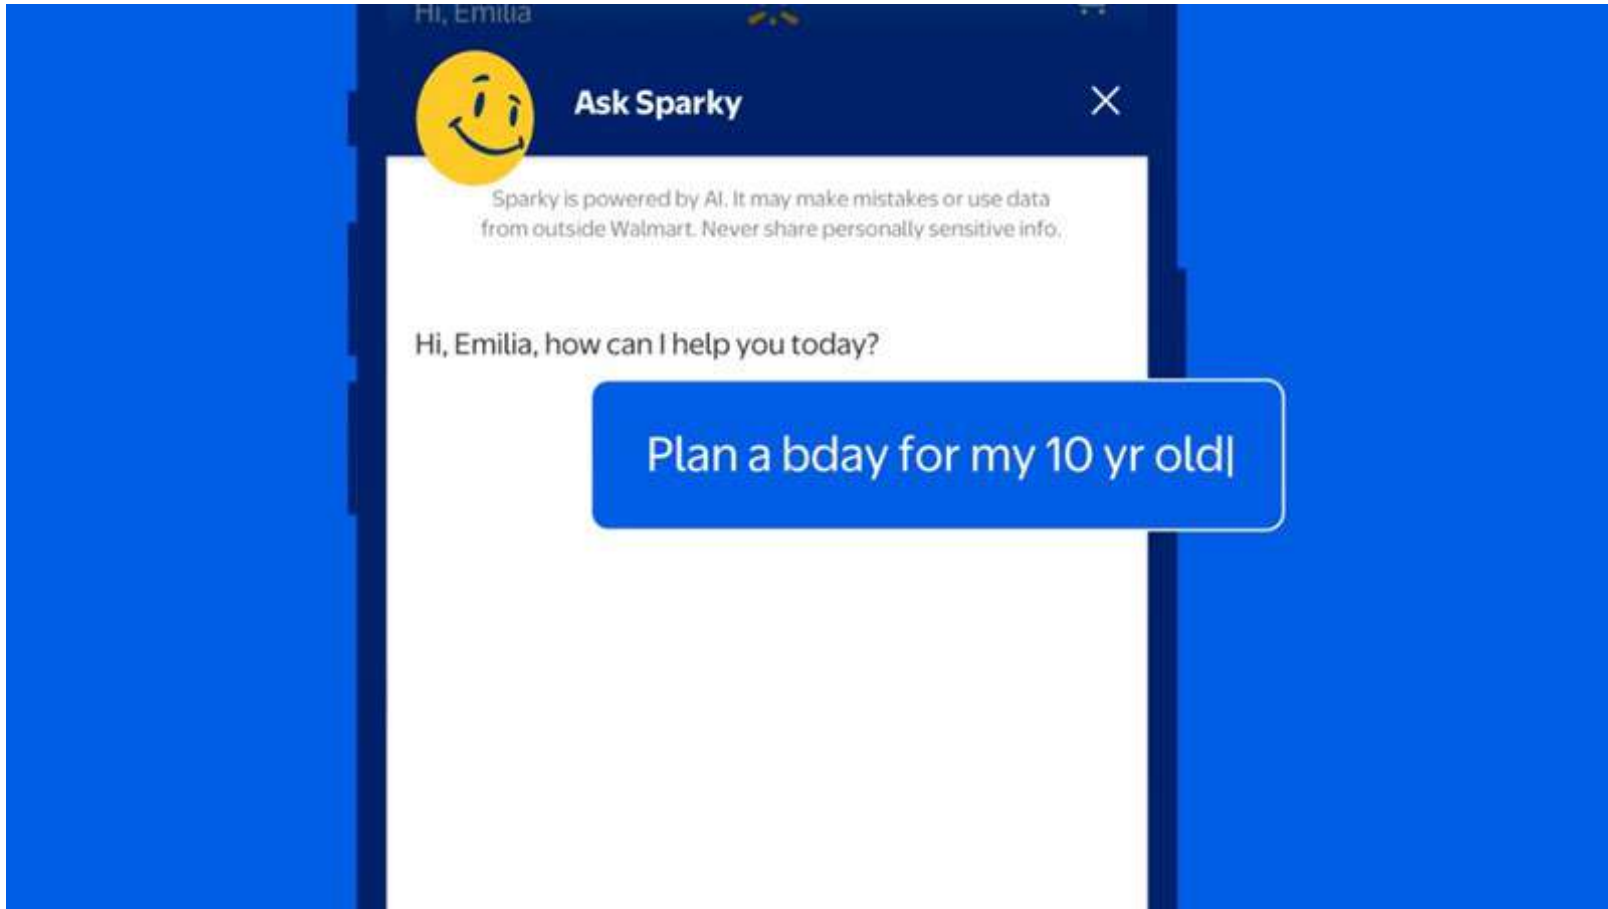 Hi, Emilia
Ask Sparky
Sparky is powered by AI. It may make mistakes or use data
from outside Walmart. Never share personally sensitive info.
Hi, Emilia, how can I help you today?
Plan a bday for my 10 yr old